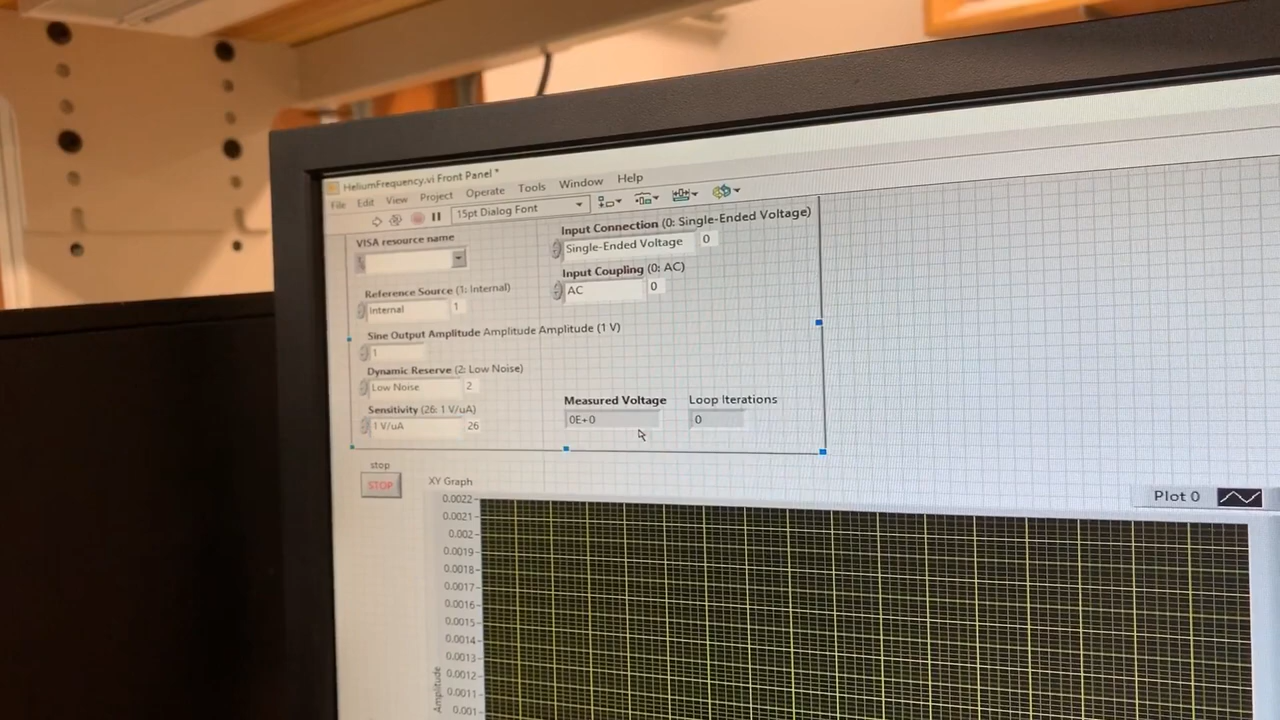 HeliumFrequency.vi Front Panel *
File Edit View Project Operate Tools Window Help
15pt Dialog Font
VISA resource name
Input Connection (0: Single-Ended Voltage)
Single-Ended Voltage 0
Input Coupling (0: AC)
AC 0
Reference Source (1: Internal)
Internal 1
Sine Output Amplitude Amplitude Amplitude (1 V)
1
Dynamic Reserve (2: Low Noise)
Low Noise 2
Sensitivity (26: 1 V/uA)
1 V/uA 26
Measured Voltage Loop Iterations
0E+0 0
stop
STOP
XY Graph
Plot 0
0.0022
0.0021
0.002
0.0019
0.0018
0.0017
0.0016
0.0015
0.0014
0.0013
0.0012
0.0011
0.001
Amplitude